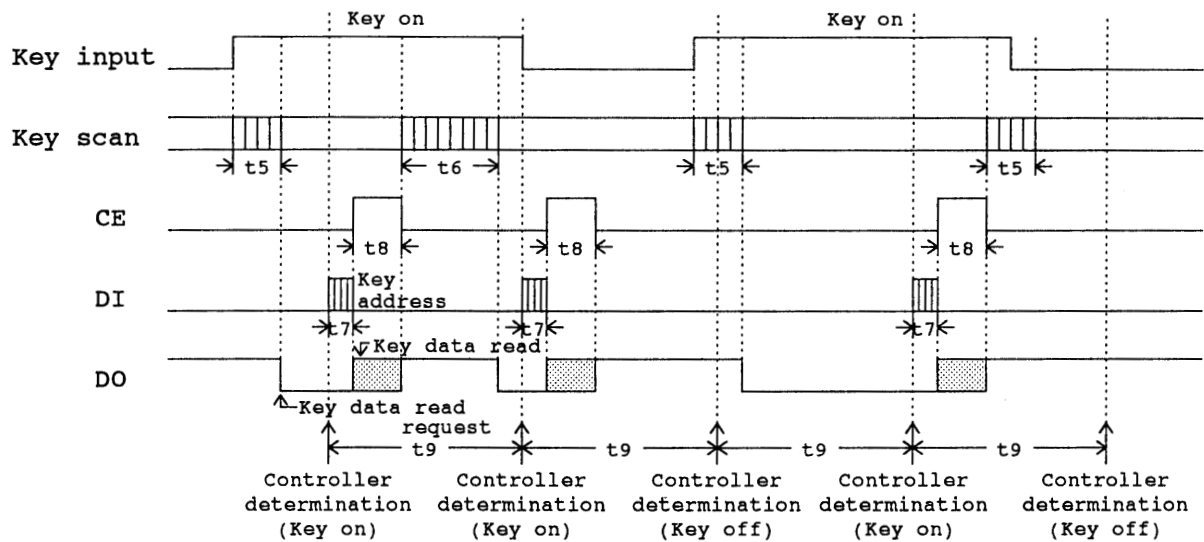 Key on
Key on
Key input
Key scan
t5
t6
t5
t5
CE
t8
t8
t8
DI
Key
address
t7
t7
t7
Key data read
DO
Key data read
request
t9
t9
t9
t9
Controller
determination
(Key on)
Controller
determination
(Key on)
Controller
determination
(Key off)
Controller
determination
(Key on)
Controller
determination
(Key off)